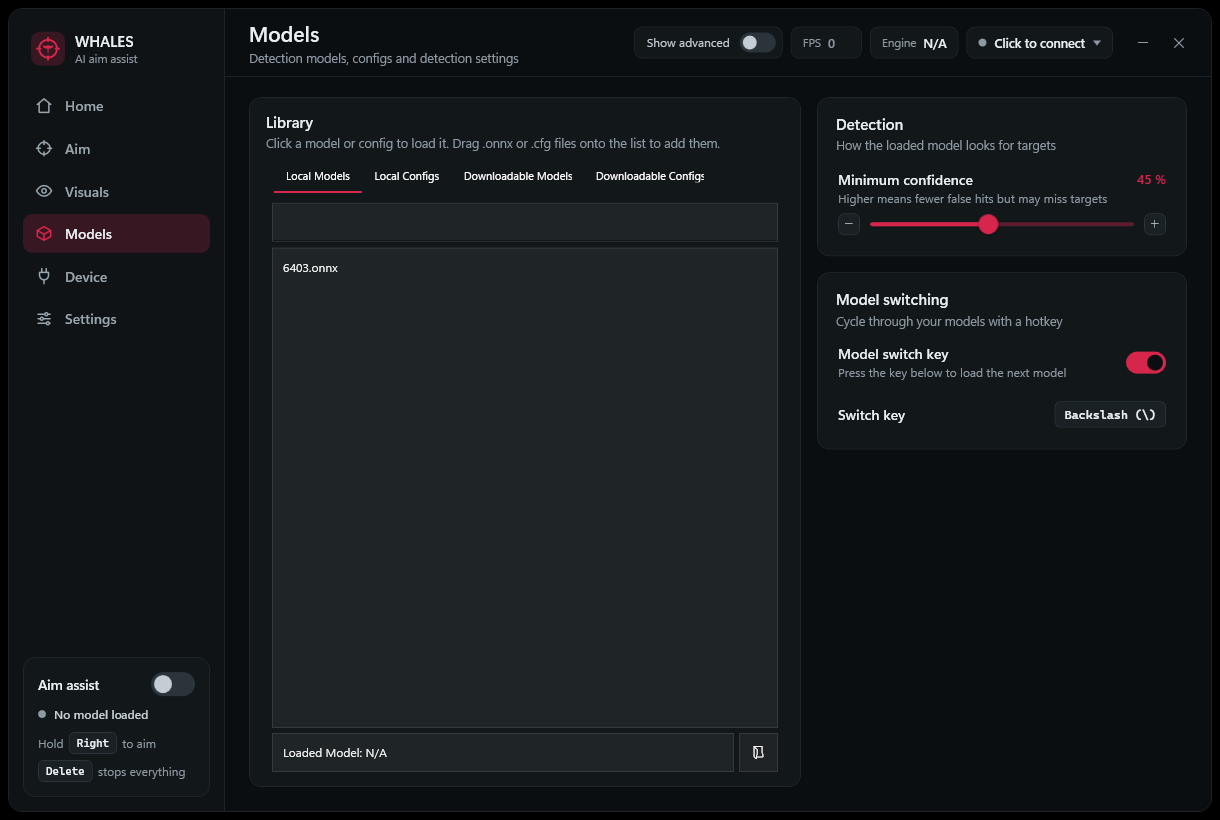 WHALES
AI aim assist
Home
Aim
Visuals
Models
Device
Settings
Aim assist
No model loaded
Hold Right to aim
Delete stops everything
Models
Detection models, configs and detection settings
Show advanced
FPS 0
Engine N/A
Click to connect
Library
Click a model or config to load it. Drag .onnx or .cfg files onto the list to add them.
Local Models Local Configs Downloadable Models Downloadable Configs
6403.onnx
Loaded Model: N/A
Detection
How the loaded model looks for targets
Minimum confidence 45 %
Higher means fewer false hits but may miss targets
Model switching
Cycle through your models with a hotkey
Model switch key
Press the key below to load the next model
Switch key Backslash (\)